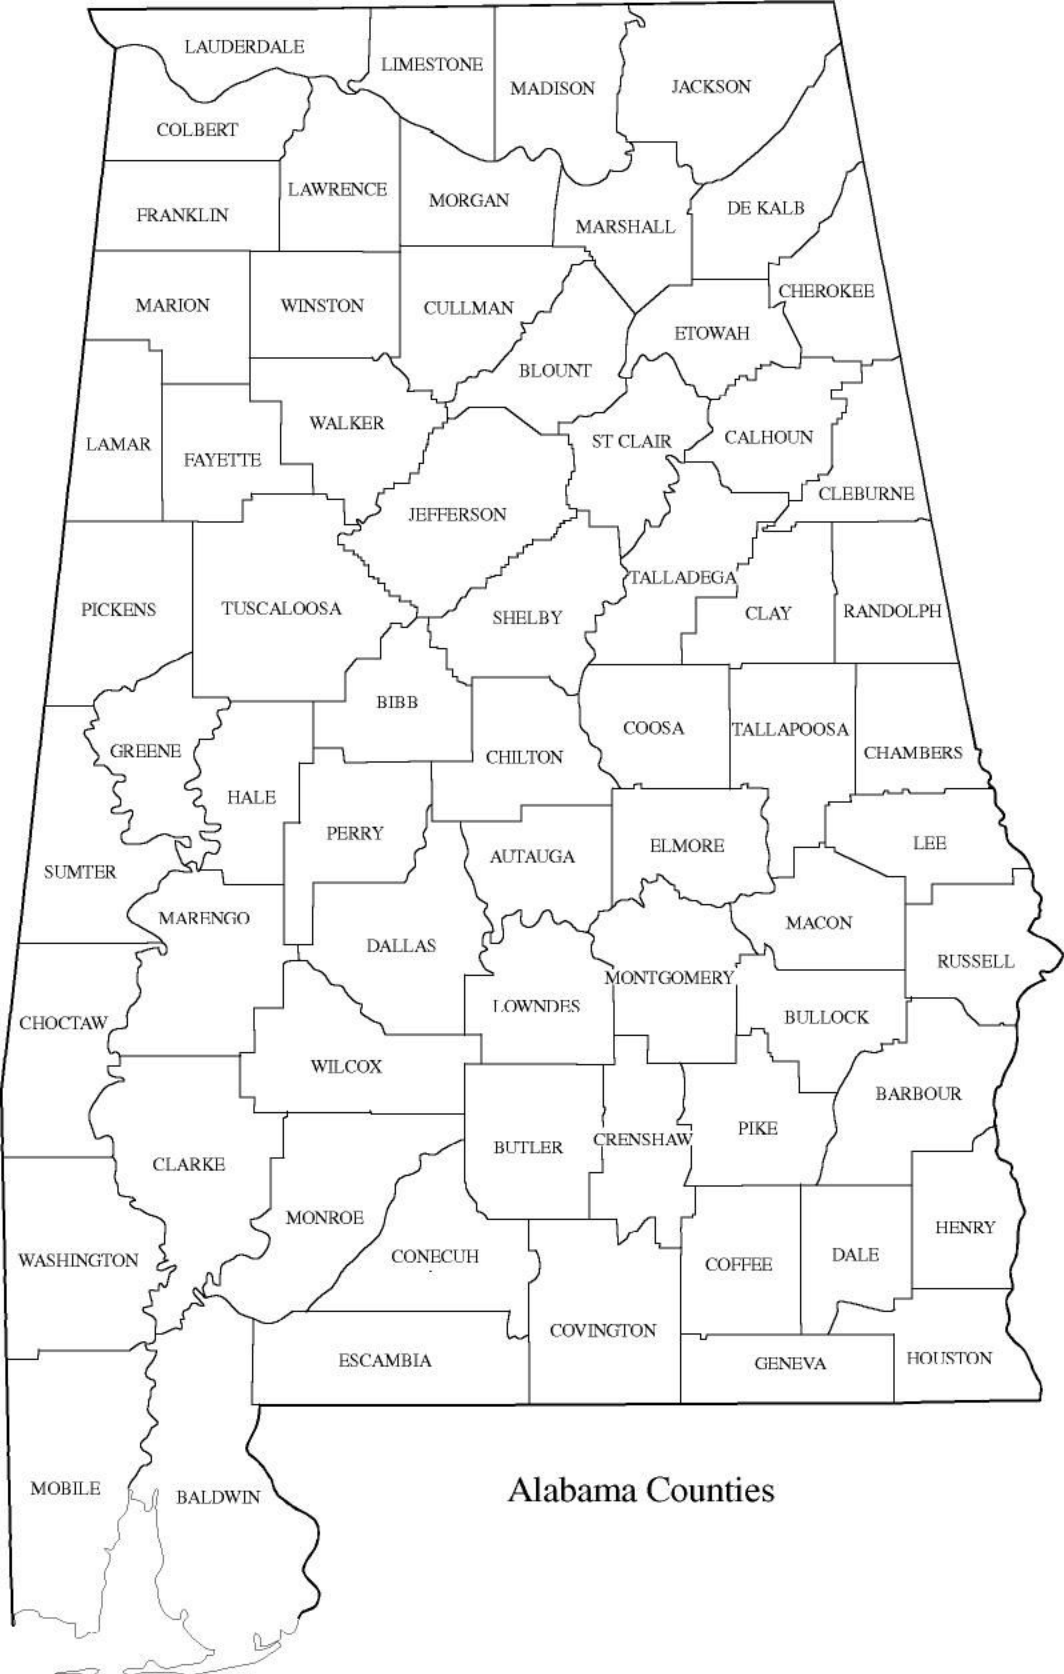 LAUDERDALE
LIMESTONE
MADISON
JACKSON
COLBERT
LAWRENCE
MORGAN
FRANKLIN
MARSHALL
DE KALB
MARION
WINSTON
CULLMAN
CHEROKEE
ETOWAH
BLOUNT
LAMAR
FAYETTE
WALKER
ST CLAIR
CALHOUN
CLEBURNE
JEFFERSON
TALLADEGA
PICKENS
TUSCALOOSA
SHELBY
CLAY
RANDOLPH
BIBB
COOSA
TALLAPOOSA
CHAMBERS
GREENE
CHILTON
HALE
PERRY
AUTAUGA
ELMORE
LEE
SUMTER
MARENGO
DALLAS
MACON
RUSSELL
LOWNDES
MONTGOMERY
BULLOCK
CHOCTAW
WILCOX
BARBOUR
CLARKE
BUTLER
CRENSHAW
PIKE
MONROE
CONECUH
HENRY
WASHINGTON
COFFEE
DALE
COVINGTON
ESCAMBIA
GENEVA
HOUSTON
MOBILE
BALDWIN
Alabama Counties